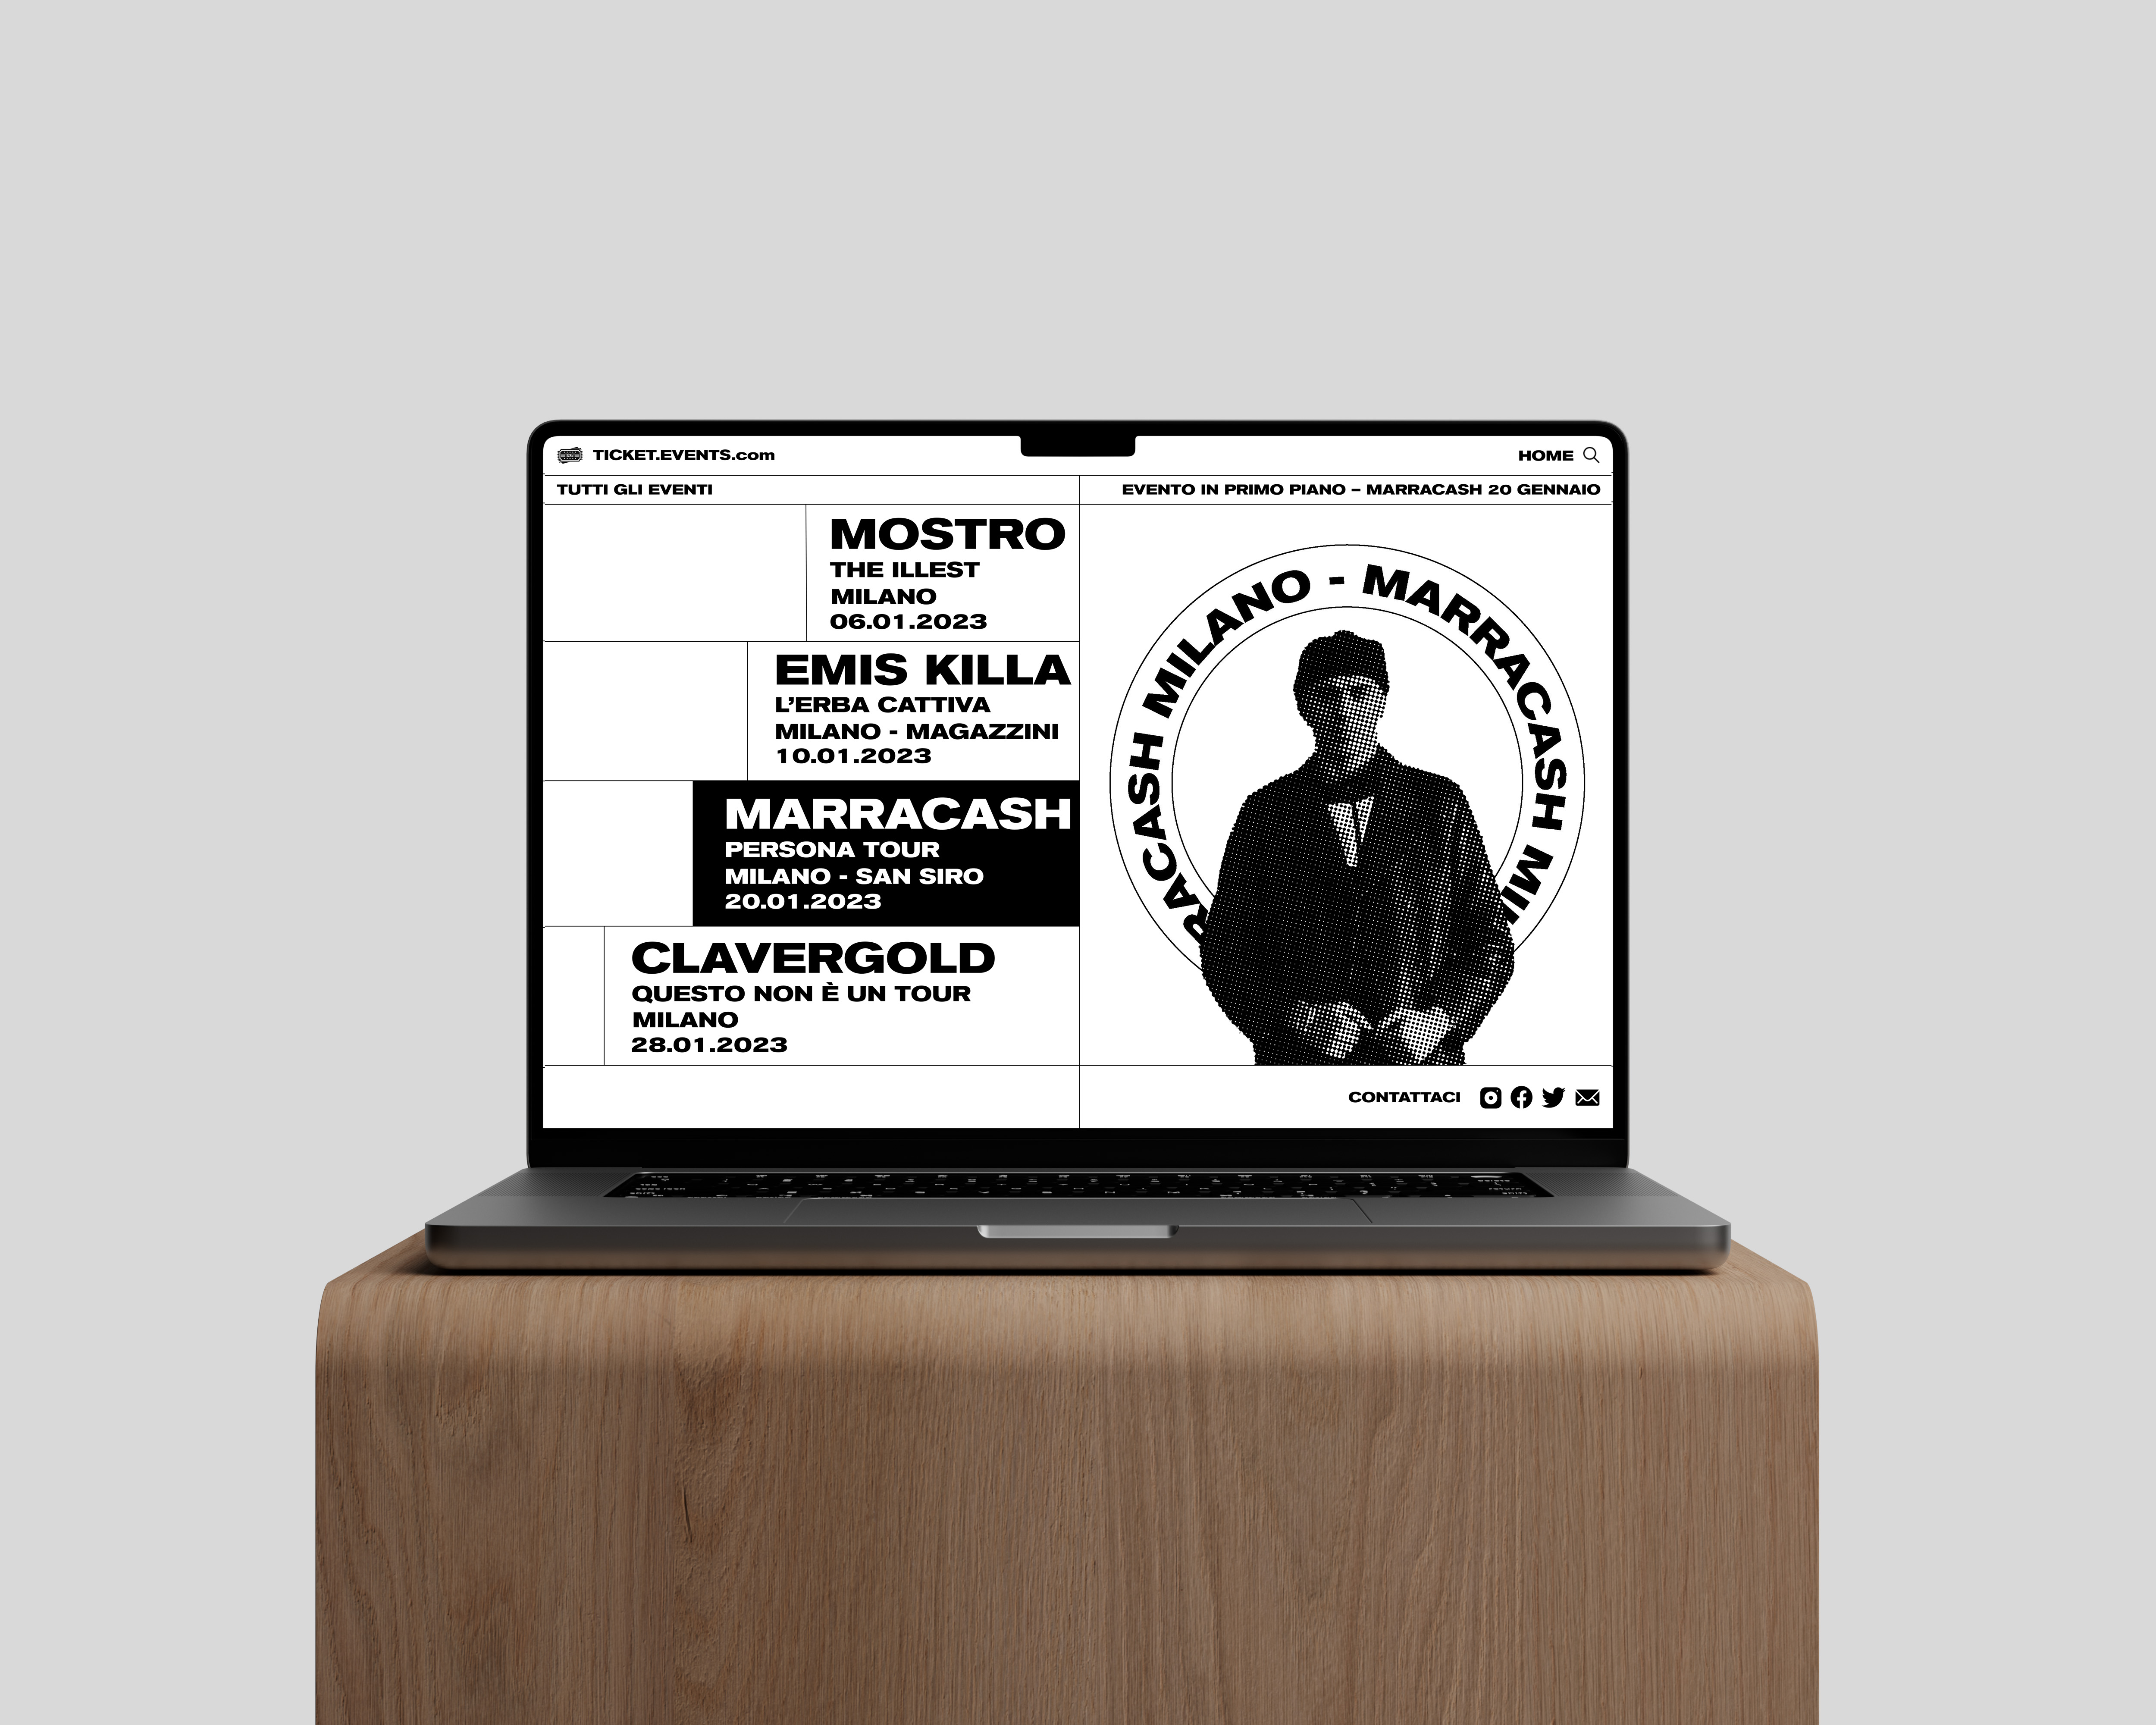 TICKET.EVENTS.com
HOME
TUTTI GLI EVENTI
EVENTO IN PRIMO PIANO – MARRACASH 20 GENNAIO
MOSTRO
THE ILLEST
MILANO
06.01.2023
EMIS KILLA
L’ERBA CATTIVA
MILANO - MAGAZZINI
10.01.2023
MARRACASH
PERSONA TOUR
MILANO - SAN SIRO
20.01.2023
CLAVERGOLD
QUESTO NON È UN TOUR
MILANO
28.01.2023
RACASH MILANO - MARRACASH MI
CONTATTACI